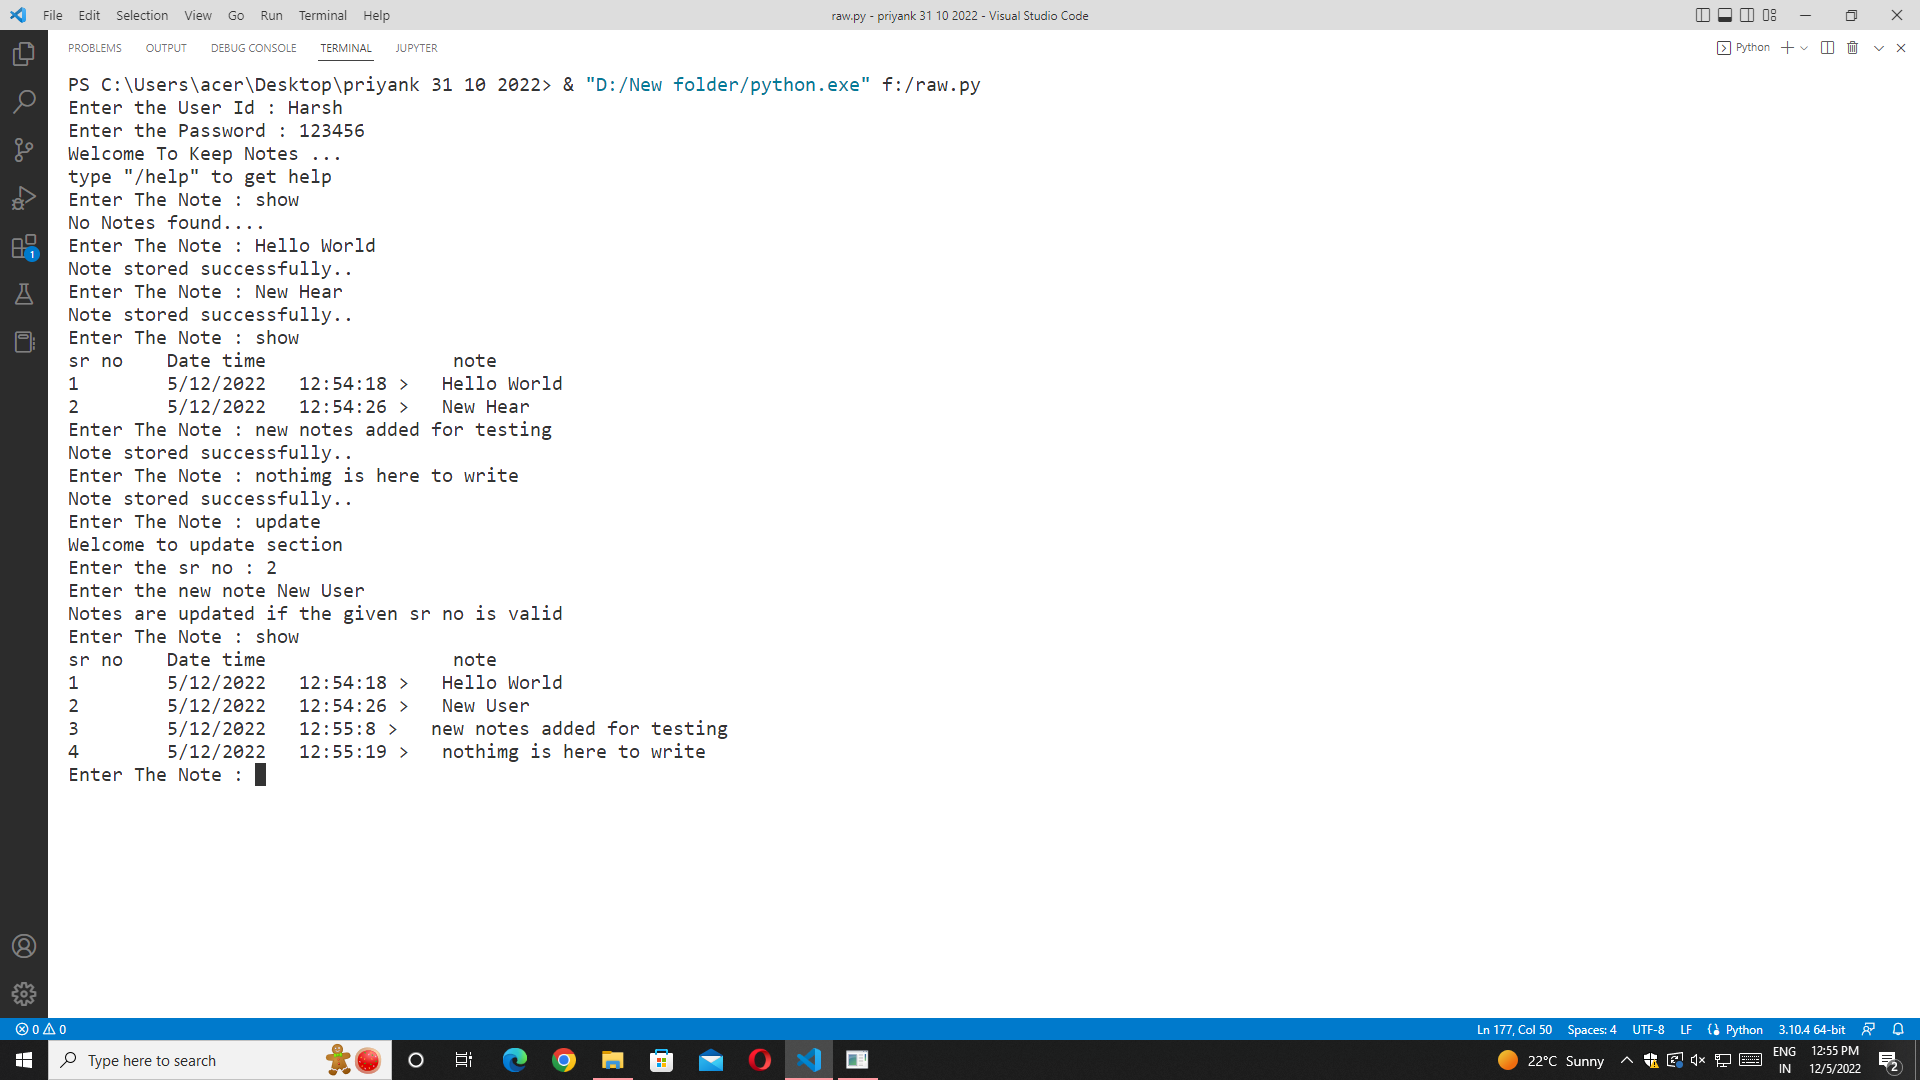 File Edit Selection View Go Run Terminal Help
raw.py - priyank 31 10 2022 - Visual Studio Code
PROBLEMS OUTPUT DEBUG CONSOLE TERMINAL JUPYTER
Python
PS C:\Users\acer\Desktop\priyank 31 10 2022> & "D:/New folder/python.exe" f:/raw.py
Enter the User Id : Harsh
Enter the Password : 123456
Welcome To Keep Notes ...
type "/help" to get help
Enter The Note : show
No Notes found....
Enter The Note : Hello World
Note stored successfully..
Enter The Note : New Hear
Note stored successfully..
Enter The Note : show
sr no    Date time                 note
1        5/12/2022   12:54:18 >   Hello World
2        5/12/2022   12:54:26 >   New Hear
Enter The Note : new notes added for testing
Note stored successfully..
Enter The Note : nothimg is here to write
Note stored successfully..
Enter The Note : update
Welcome to update section
Enter the sr no : 2
Enter the new note New User
Notes are updated if the given sr no is valid
Enter The Note : show
sr no    Date time                 note
1        5/12/2022   12:54:18 >   Hello World
2        5/12/2022   12:54:26 >   New User
3        5/12/2022   12:55:8 >   new notes added for testing
4        5/12/2022   12:55:19 >   nothimg is here to write
Enter The Note :
1
0 0
Ln 177, Col 50 Spaces: 4 UTF-8 LF Python 3.10.4 64-bit
Type here to search
22°C Sunny
ENG
IN
12:55 PM
12/5/2022
2